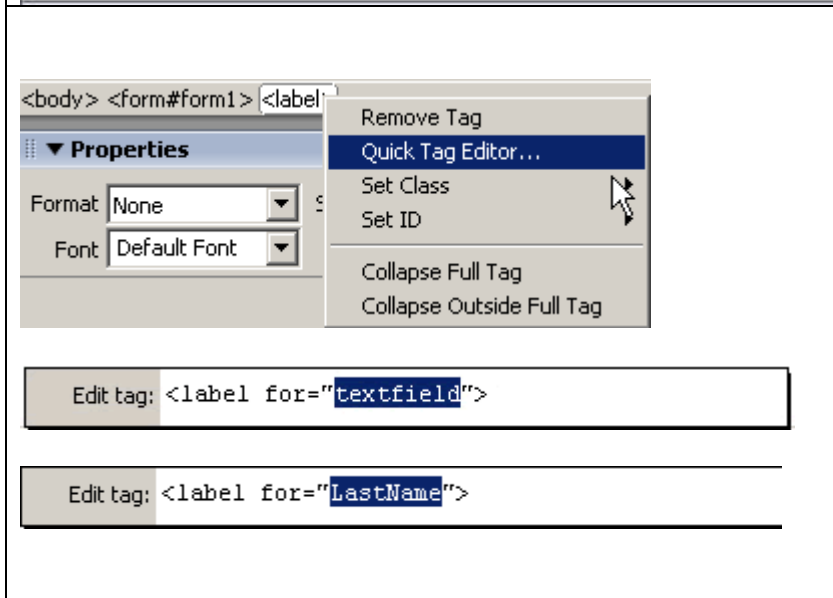 <body> <form#form1> <label>
Remove Tag
Properties
Quick Tag Editor...
Set Class
Format None
Set ID
Font Default Font
Collapse Full Tag
Collapse Outside Full Tag
Edit tag: <label for="textfield">
Edit tag: <label for="LastName">